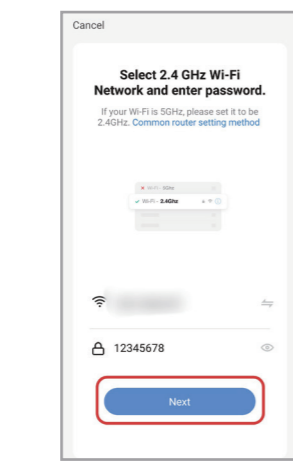 Cancel
Select 2.4 GHz Wi-Fi
Network and enter password.
If your Wi-Fi is 5GHz, please set it to be
2.4GHz. Common router setting method
Wi-Fi - 5Ghz
Wi-Fi - 2.4Ghz
12345678
Next